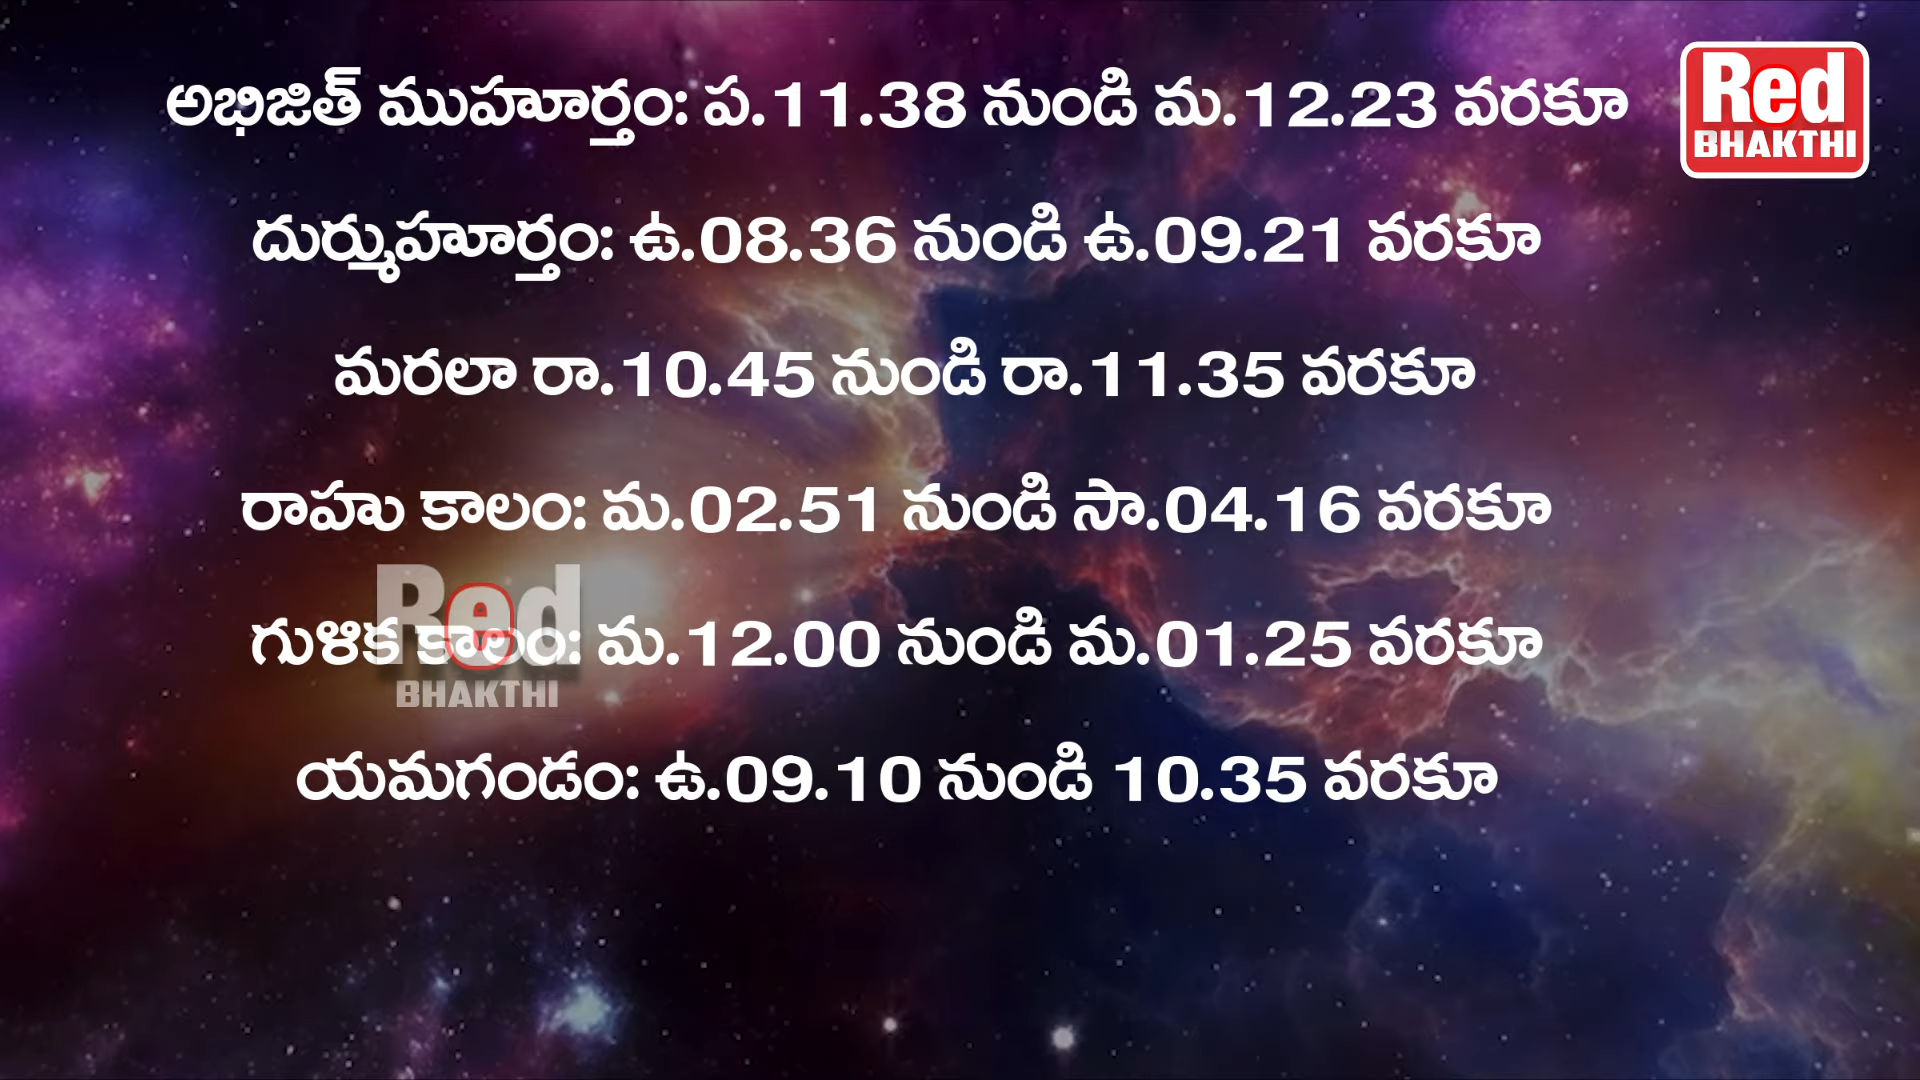 అభిజిత్ ముహూర్తం: ప.11.38 నుండి మ.12.23 వరకూ
Red
BHAKTHI
దుర్ముహూర్తం: ఉ.08.36 నుండి ఉ.09.21 వరకూ
మరలా రా.10.45 నుండి రా.11.35 వరకూ
రాహు కాలం: మ.02.51 నుండి సా.04.16 వరకూ
గుళిక కాలం: మ.12.00 నుండి మ.01.25 వరకూ
Red
BHAKTHI
యమగండం: ఉ.09.10 నుండి 10.35 వరకూ